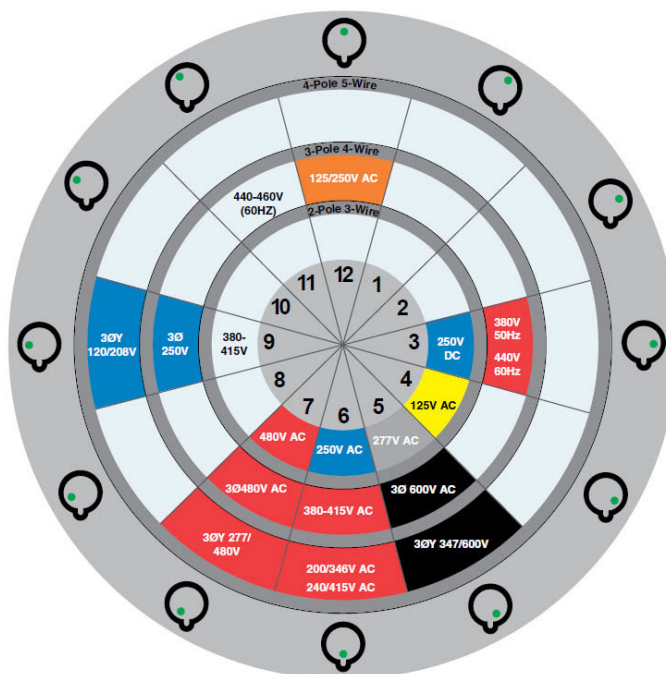 4-Pole 5-Wire
3-Pole 4-Wire
125/250V AC
440-460V
(60HZ)
2-Pole 3-Wire
12
11
1
10
2
9
3
8
4
7
5
6
3ØY
120/208V
3Ø
250V
380-
415V
250V
DC
380V
50Hz
440V
60Hz
125V AC
480V AC
250V AC
277V AC
3Ø480V AC
380-415V AC
3Ø 600V AC
3ØY 277/
480V
200/346V AC
240/415V AC
3ØY 347/600V